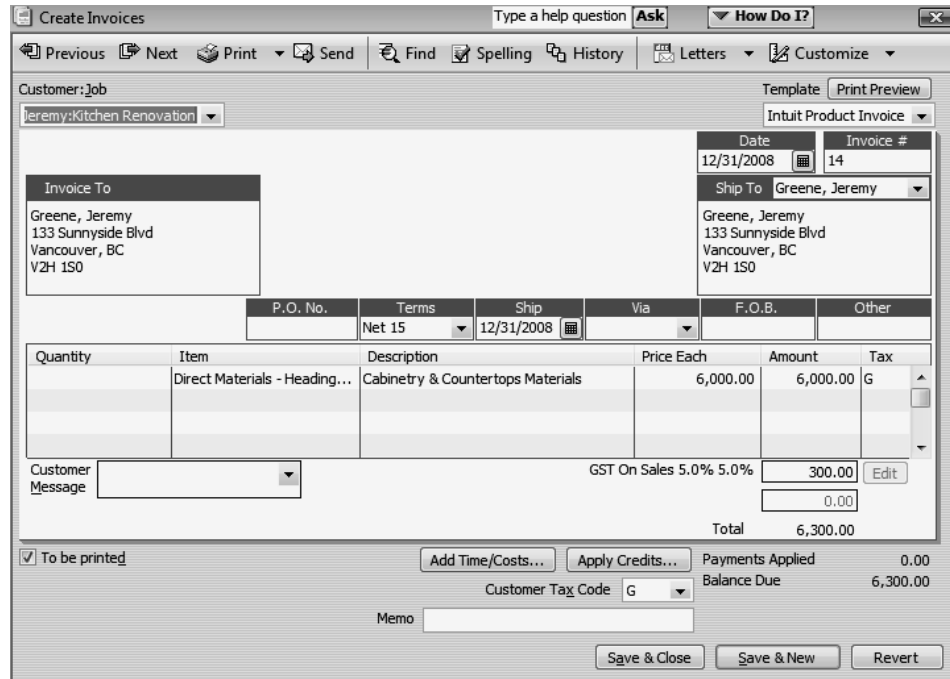 Create Invoices Type a help question Ask How Do I?
Previous Next Print Send Find Spelling History Letters Customize
Customer:Job Template Print Preview
Jeremy:Kitchen Renovation Intuit Product Invoice
Date Invoice #
12/31/2008 14
Invoice To Ship To Greene, Jeremy
Greene, Jeremy Greene, Jeremy
133 Sunnyside Blvd 133 Sunnyside Blvd
Vancouver, BC Vancouver, BC
V2H 1S0 V2H 1S0
P.O. No. Terms Ship Via F.O.B. Other
Net 15 12/31/2008
Quantity Item Description Price Each Amount Tax
Direct Materials - Heading... Cabinetry & Countertops Materials 6,000.00 6,000.00 G
Customer Message GST On Sales 5.0% 5.0% 300.00 Edit
0.00
Total 6,300.00
To be printed Add Time/Costs... Apply Credits... Payments Applied 0.00
Customer Tax Code G Balance Due 6,300.00
Memo
Save & Close Save & New Revert